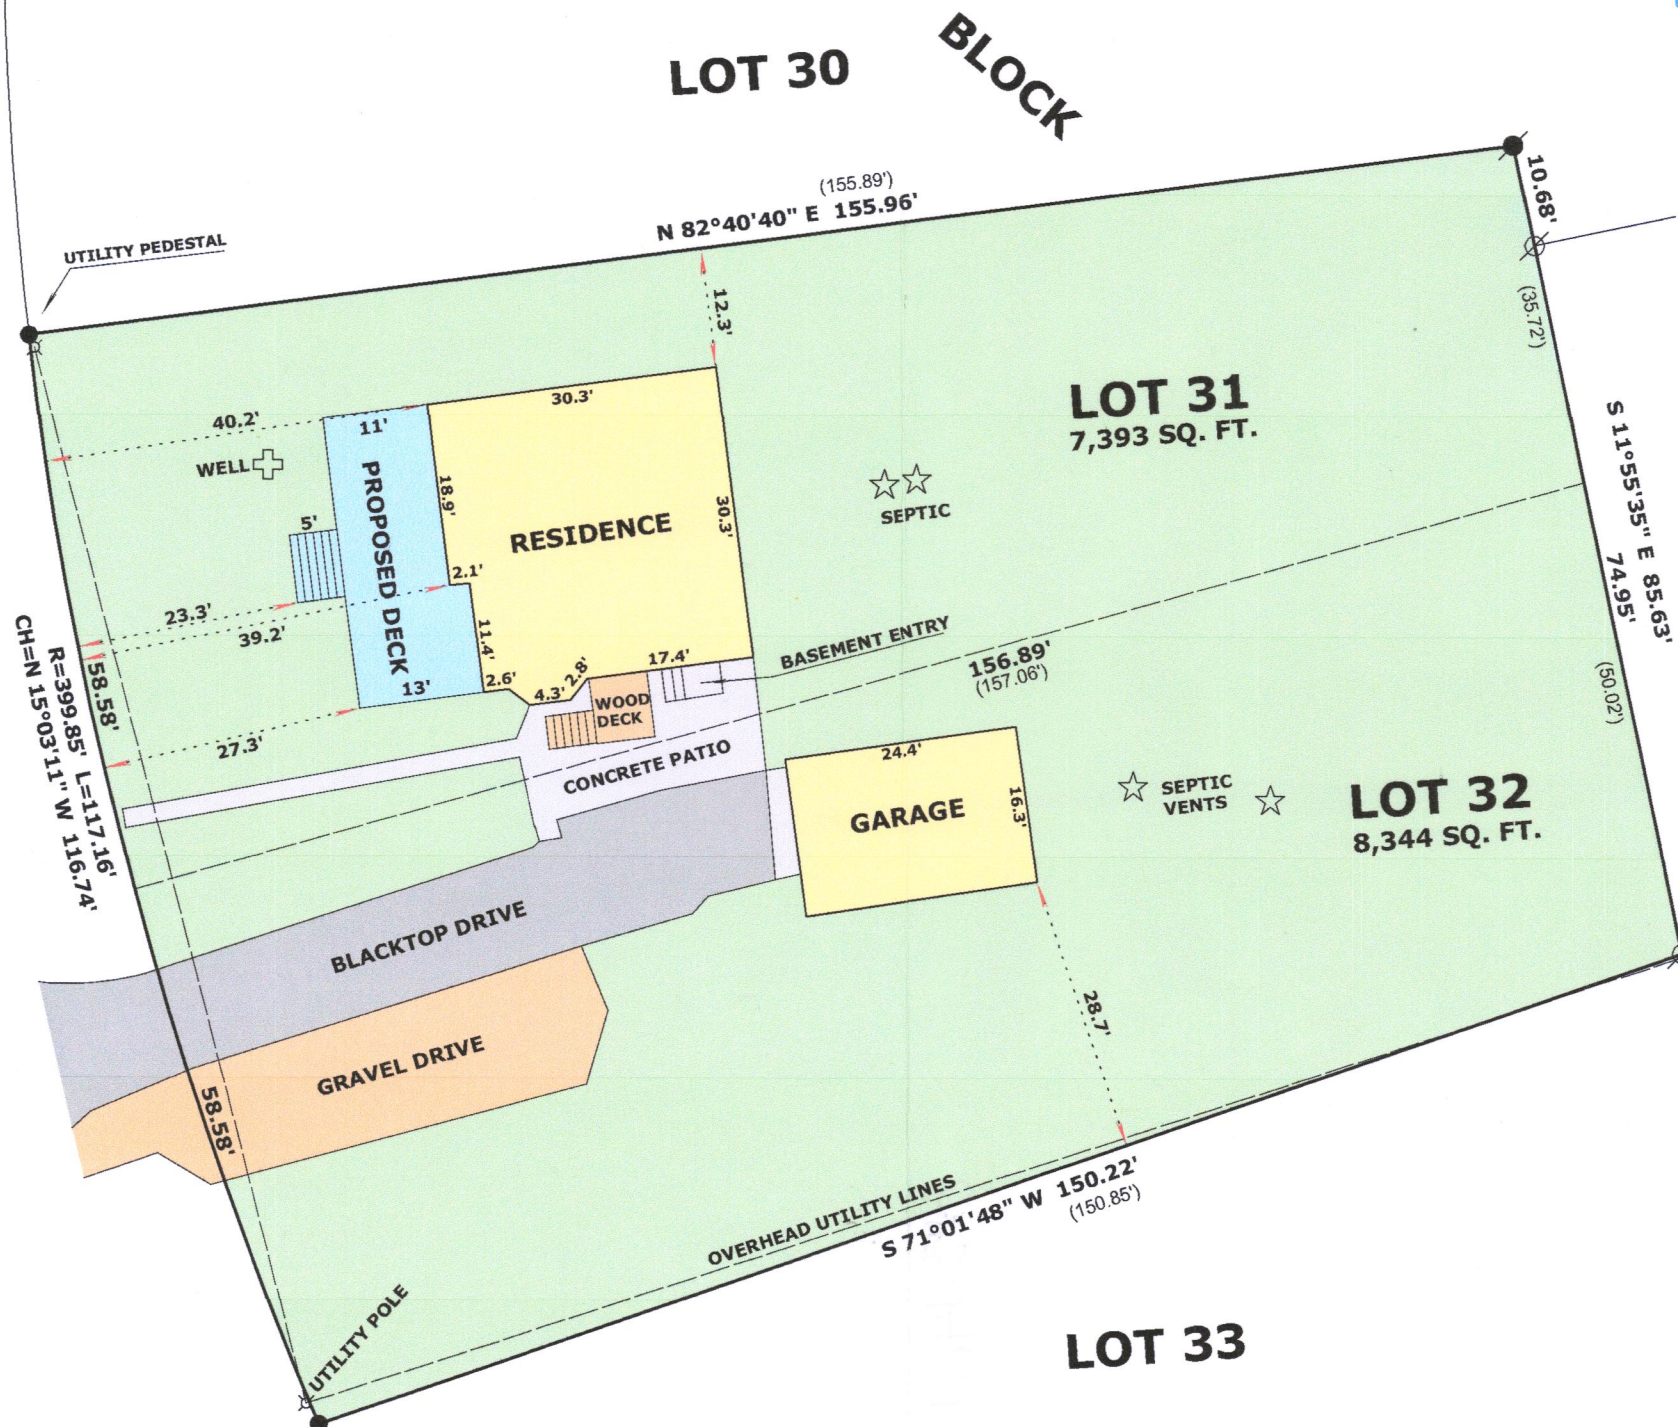 LOT 30
BLOCK
(155.89')
N 82°40'40" E 155.96'
10.68'
UTILITY PEDESTAL
12.3'
(35.72')
30.3'
40.2'
11'
LOT 31
7,393 SQ. FT.
WELL
PROPOSED DECK
18.9'
RESIDENCE
30.3'
SEPTIC
S 11°55'35" E 85.63'
74.95'
5'
2.1'
23.3'
39.2'
11.4'
BASEMENT ENTRY
17.4'
156.89'
(157.06')
(50.02')
CH=N 15°03'11" W 116.74'
R=399.85' L=117.16'
58.58'
13'
2.6'
4.3'
2.8'
WOOD
DECK
27.3'
CONCRETE PATIO
24.4'
16.3'
GARAGE
SEPTIC
VENTS
LOT 32
8,344 SQ. FT.
BLACKTOP DRIVE
28.7'
GRAVEL DRIVE
58.58'
OVERHEAD UTILITY LINES
S 71°01'48" W 150.22'
(150.85')
UTILITY POLE
LOT 33